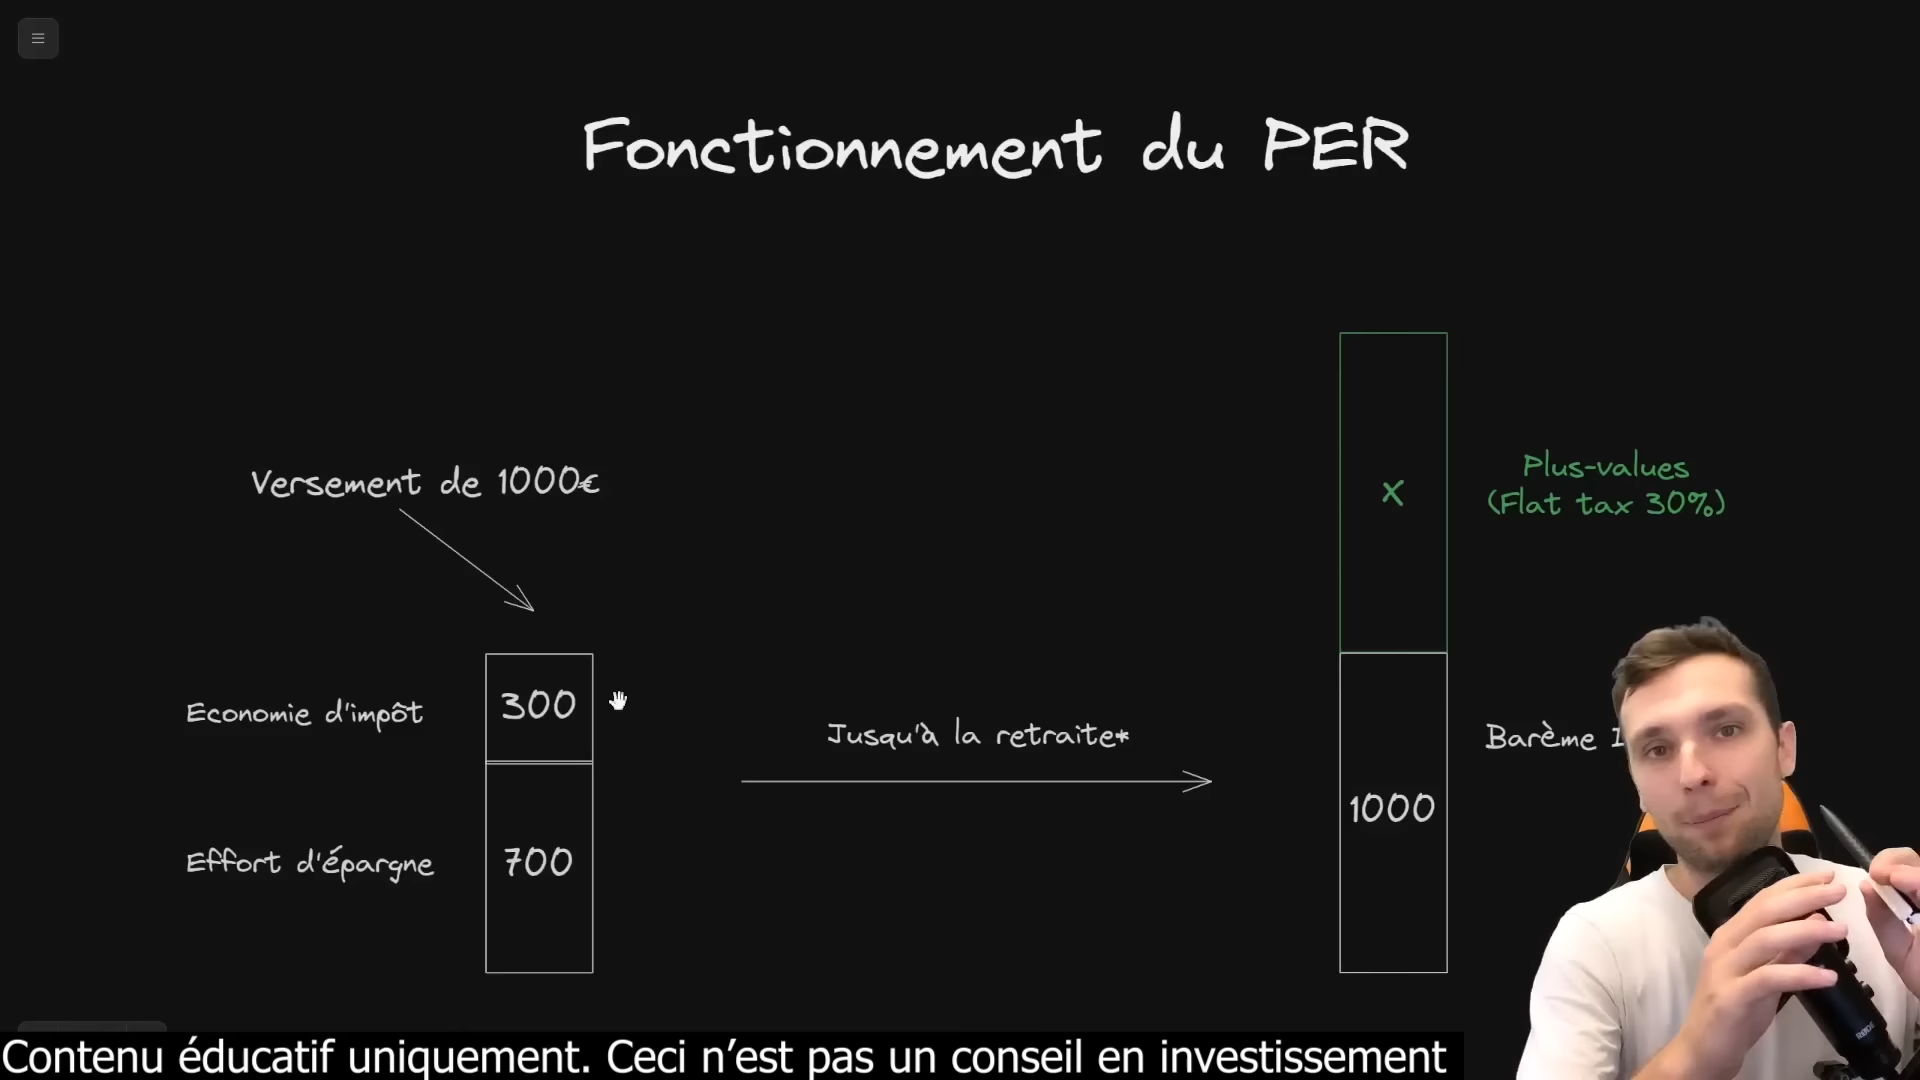 Fonctionnement du PER
Versement de 1000€
Economie d'impôt
300
Effort d'épargne
700
Jusqu'à la retraite*
x
Plus-values
(Flat tax 30%)
Barème
1000
RØDE
Contenu éducatif uniquement. Ceci n’est pas un conseil en investissement